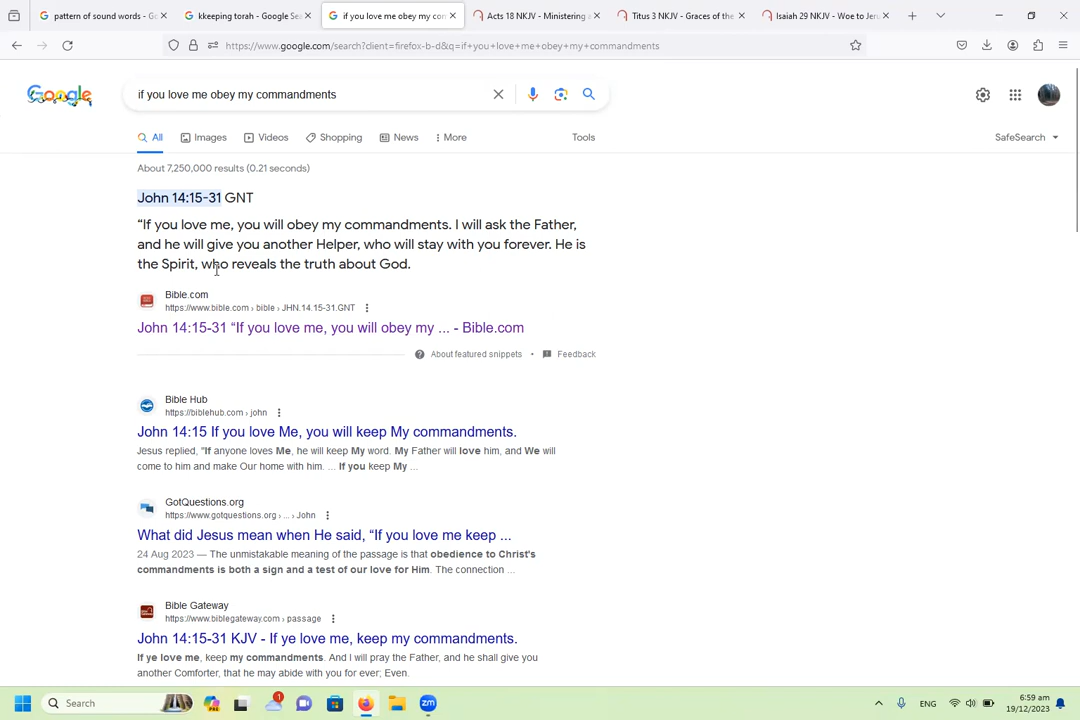 pattern of sound words - Go
kkeeping torah - Google Sea
if you love me obey my com
Acts 18 NKJV - Ministering a
Titus 3 NKJV - Graces of the
Isaiah 29 NKJV - Woe to Jeru
https://www.google.com/search?client=firefox-b-d&q=if+you+love+me+obey+my+commandments
Google
if you love me obey my commandments
All
Images
Videos
Shopping
News
More
Tools
SafeSearch
About 7,250,000 results (0.21 seconds)
John 14:15-31 GNT
“If you love me, you will obey my commandments. I will ask the Father,
and he will give you another Helper, who will stay with you forever. He is
the Spirit, who reveals the truth about God.
Bible.com
https://www.bible.com › bible › JHN.14.15-31.GNT
John 14:15-31 “If you love me, you will obey my ... - Bible.com
About featured snippets • Feedback
Bible Hub
https://biblehub.com › john
John 14:15 If you love Me, you will keep My commandments.
Jesus replied, "If anyone loves Me, he will keep My word. My Father will love him, and We will
come to him and make Our home with him. ... If you keep My ...
GotQuestions.org
https://www.gotquestions.org › ... › John
What did Jesus mean when He said, “If you love me keep ...
24 Aug 2023 — The unmistakable meaning of the passage is that obedience to Christ's
commandments is both a sign and a test of our love for Him. The connection ...
Bible Gateway
https://www.biblegateway.com › passage
John 14:15-31 KJV - If ye love me, keep my commandments.
If ye love me, keep my commandments. And I will pray the Father, and he shall give you
another Comforter, that he may abide with you for ever; Even.
Search
1
zm
ENG
6:59 am
19/12/2023